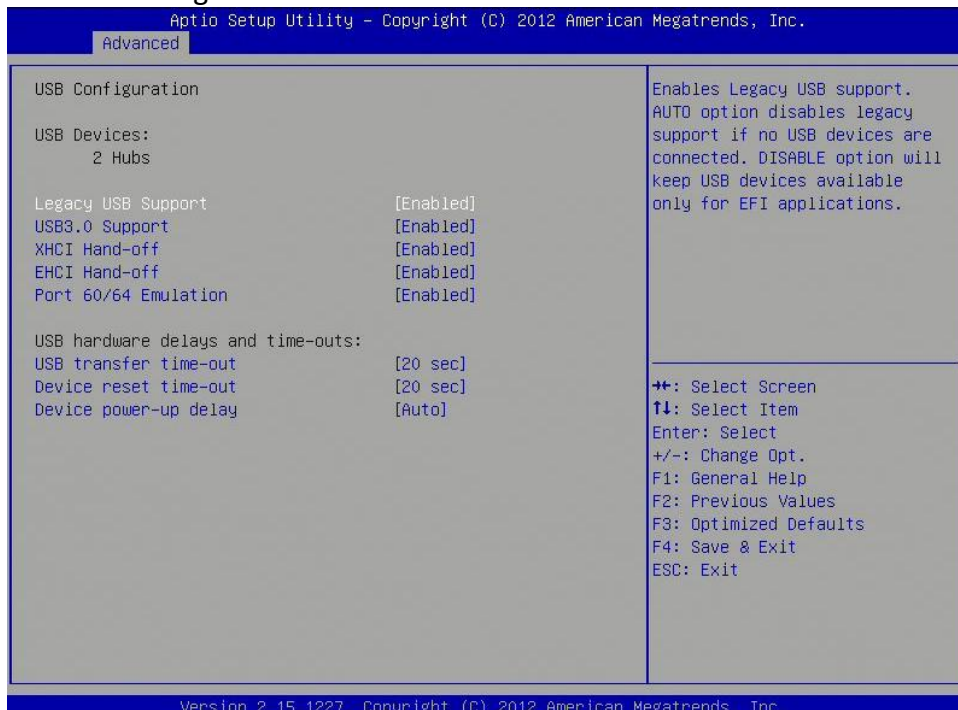 Aptio Setup Utility – Copyright (C) 2012 American Megatrends, Inc.
Advanced
USB Configuration
USB Devices:
2 Hubs
Legacy USB Support [Enabled]
USB3.0 Support [Enabled]
XHCI Hand-off [Enabled]
EHCI Hand-off [Enabled]
Port 60/64 Emulation [Enabled]
USB hardware delays and time-outs:
USB transfer time-out [20 sec]
Device reset time-out [20 sec]
Device power-up delay [Auto]
Enables Legacy USB support.
AUTO option disables legacy
support if no USB devices are
connected. DISABLE option will
keep USB devices available
only for EFI applications.
→←: Select Screen
↑↓: Select Item
Enter: Select
+/-: Change Opt.
F1: General Help
F2: Previous Values
F3: Optimized Defaults
F4: Save & Exit
ESC: Exit
Version 2.15.1227. Copyright (C) 2012 American Megatrends, Inc.